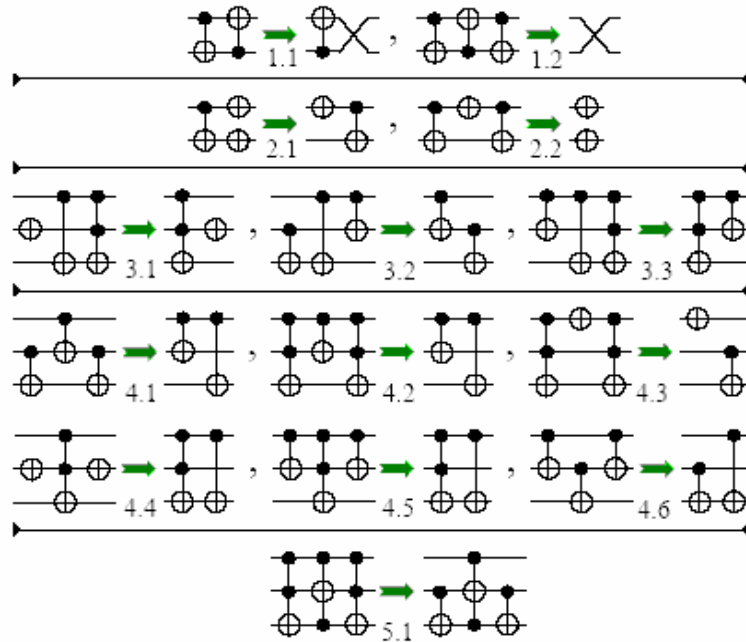 1.1 , 1.2
2.1 , 2.2
3.1 , 3.2 , 3.3
4.1 , 4.2 , 4.3
4.4 , 4.5 , 4.6
5.1